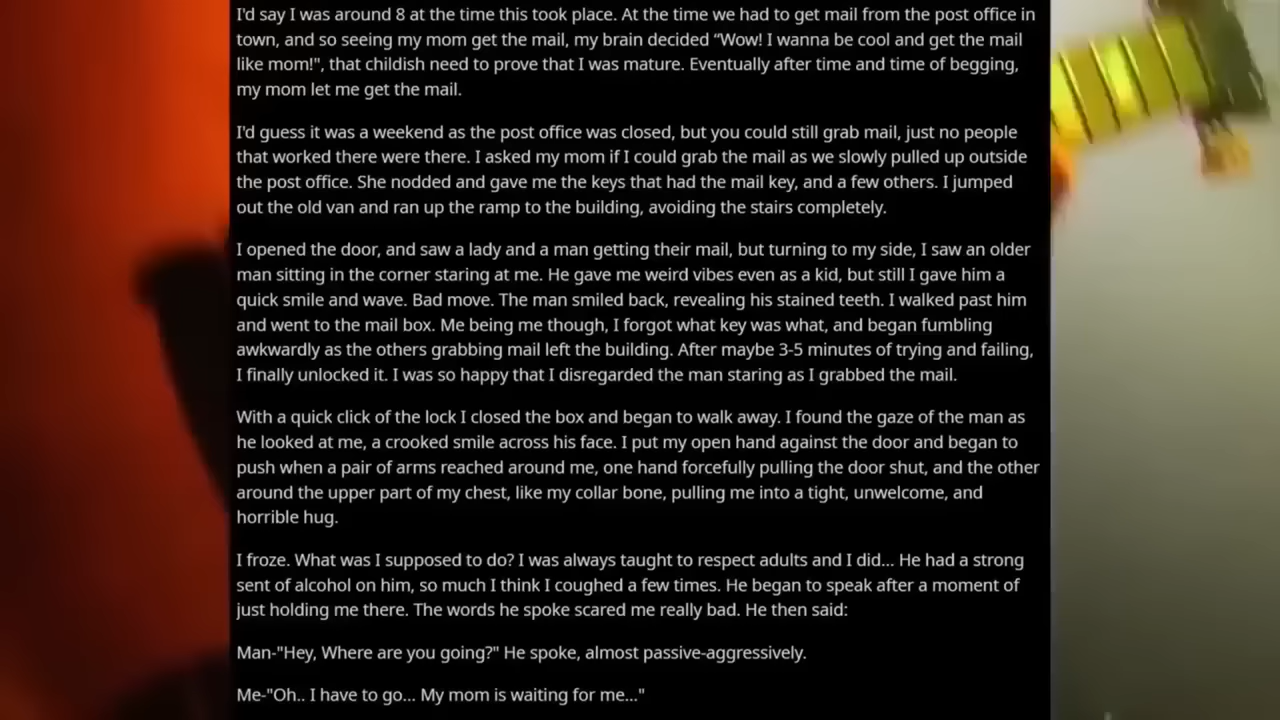 I'd say I was around 8 at the time this took place. At the time we had to get mail from the post office in
town, and so seeing my mom get the mail, my brain decided “Wow! I wanna be cool and get the mail
like mom!", that childish need to prove that I was mature. Eventually after time and time of begging,
my mom let me get the mail.
I'd guess it was a weekend as the post office was closed, but you could still grab mail, just no people
that worked there were there. I asked my mom if I could grab the mail as we slowly pulled up outside
the post office. She nodded and gave me the keys that had the mail key, and a few others. I jumped
out the old van and ran up the ramp to the building, avoiding the stairs completely.
I opened the door, and saw a lady and a man getting their mail, but turning to my side, I saw an older
man sitting in the corner staring at me. He gave me weird vibes even as a kid, but still I gave him a
quick smile and wave. Bad move. The man smiled back, revealing his stained teeth. I walked past him
and went to the mail box. Me being me though, I forgot what key was what, and began fumbling
awkwardly as the others grabbing mail left the building. After maybe 3-5 minutes of trying and failing,
I finally unlocked it. I was so happy that I disregarded the man staring as I grabbed the mail.
With a quick click of the lock I closed the box and began to walk away. I found the gaze of the man as
he looked at me, a crooked smile across his face. I put my open hand against the door and began to
push when a pair of arms reached around me, one hand forcefully pulling the door shut, and the other
around the upper part of my chest, like my collar bone, pulling me into a tight, unwelcome, and
horrible hug.
I froze. What was I supposed to do? I was always taught to respect adults and I did... He had a strong
sent of alcohol on him, so much I think I coughed a few times. He began to speak after a moment of
just holding me there. The words he spoke scared me really bad. He then said:
Man-"Hey, Where are you going?" He spoke, almost passive-aggressively.
Me-"Oh.. I have to go... My mom is waiting for me..."